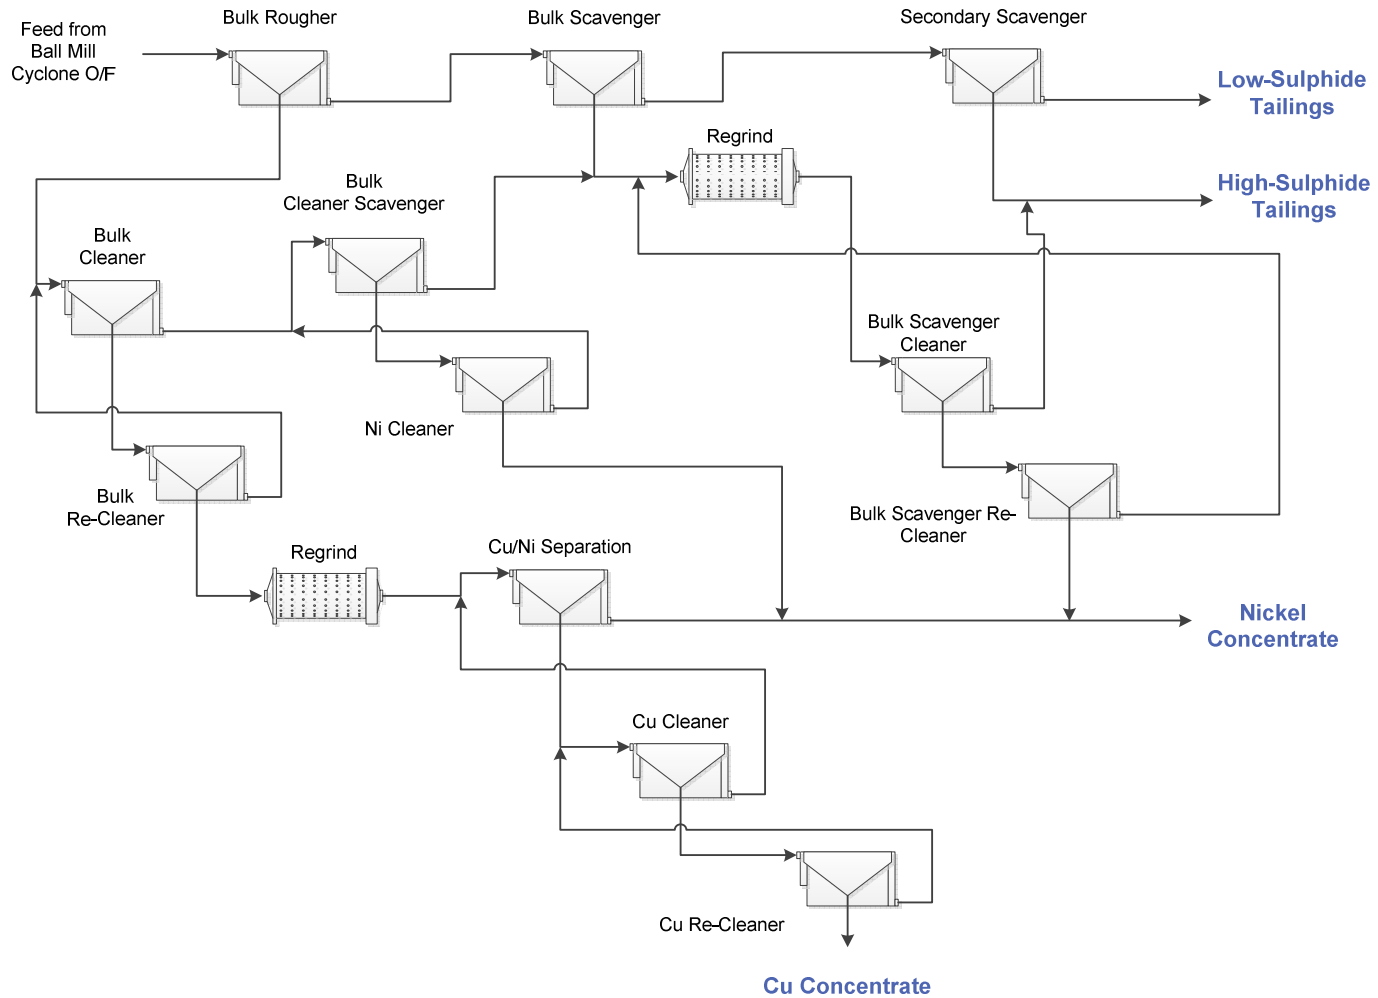 Bulk Rougher
Bulk Scavenger
Secondary Scavenger
Feed from
Ball Mill
Cyclone O/F
Low-Sulphide
Tailings
Regrind
High-Sulphide
Tailings
Bulk
Cleaner Scavenger
Bulk
Cleaner
Bulk Scavenger
Cleaner
Ni Cleaner
Bulk
Re-Cleaner
Bulk Scavenger Re-
Cleaner
Regrind
Cu/Ni Separation
Nickel
Concentrate
Cu Cleaner
Cu Re-Cleaner
Cu Concentrate